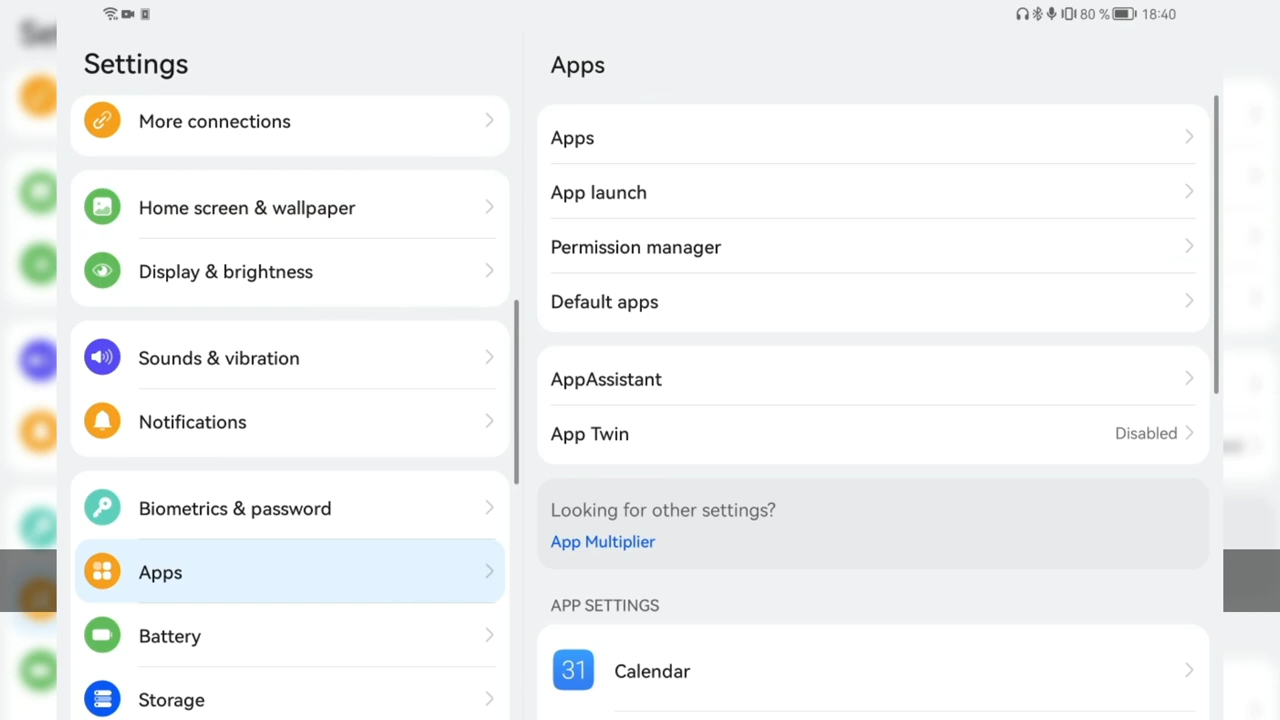 80 % 18:40
Settings
More connections
Home screen & wallpaper
Display & brightness
Sounds & vibration
Notifications
Biometrics & password
Apps
Battery
Storage
Apps
Apps
App launch
Permission manager
Default apps
AppAssistant
App Twin Disabled
Looking for other settings?
App Multiplier
APP SETTINGS
31 Calendar